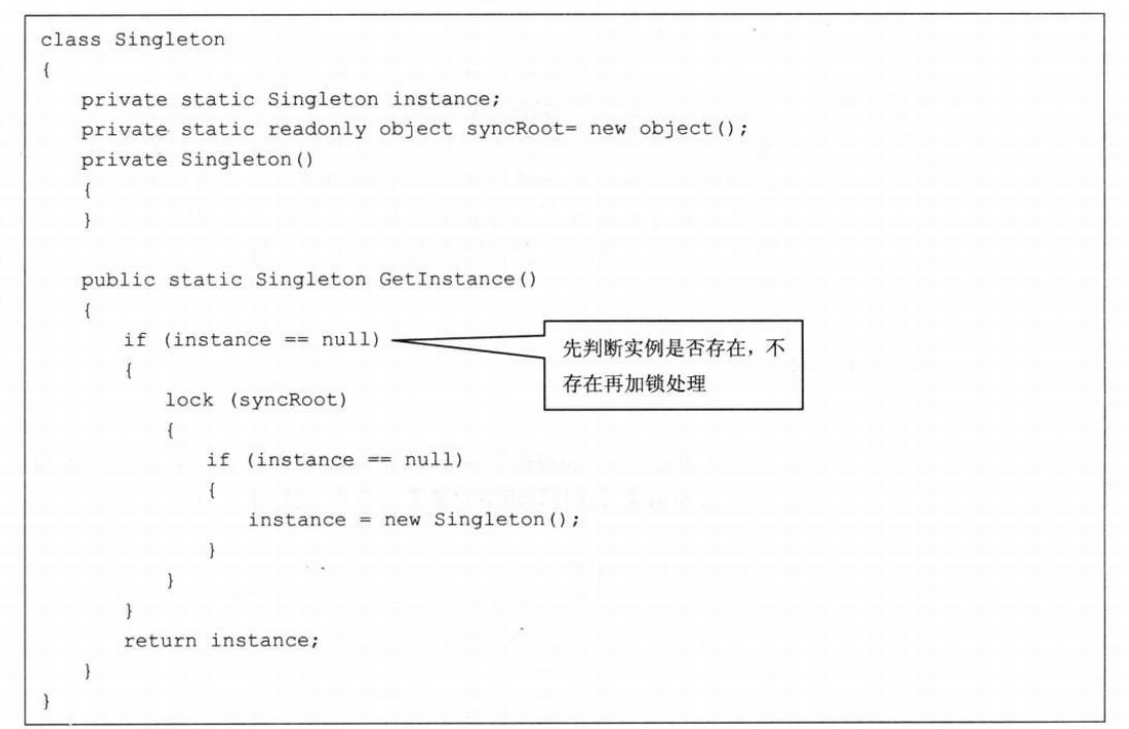 class Singleton
{
private static Singleton instance;
private static readonly object syncRoot= new object();
private Singleton()
{
}
public static Singleton GetInstance()
{
if (instance == null)
先判断实例是否存在，不
存在再加锁处理
{
lock (syncRoot)
{
if (instance == null)
{
instance = new Singleton();
}
}
}
return instance;
}
}